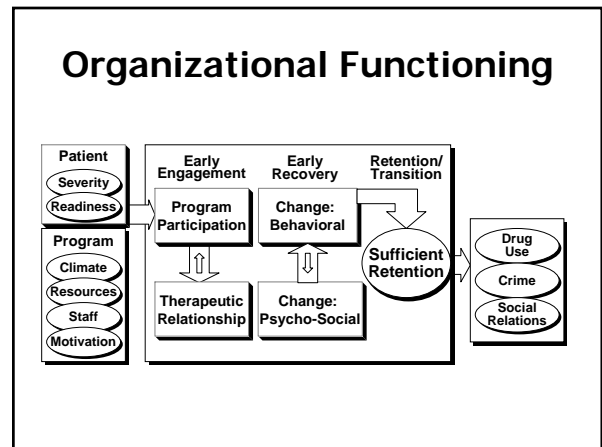 Organizational Functioning
Patient
Severity
Readiness
Program
Climate
Resources
Staff
Motivation
Early
Engagement
Program
Participation
Therapeutic
Relationship
Early
Recovery
Change:
Behavioral
Change:
Psycho-Social
Retention/
Transition
Sufficient
Retention
Drug
Use
Crime
Social
Relations